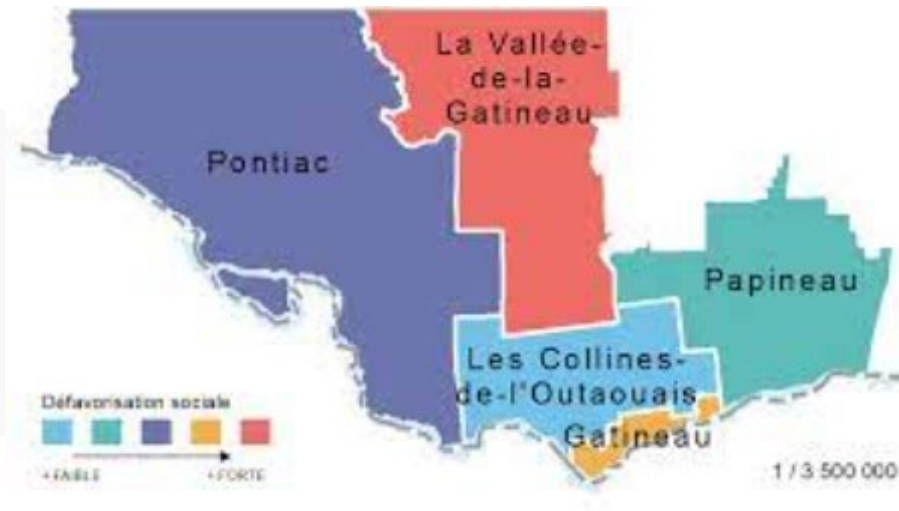 La Vallée-
de-la-
Gatineau
Pontiac
Papineau
Les Collines-
de-l'Outaouais
Gatineau
Défavorisation sociale
+ FAIBLE
+ FORTE
1 / 3 500 000